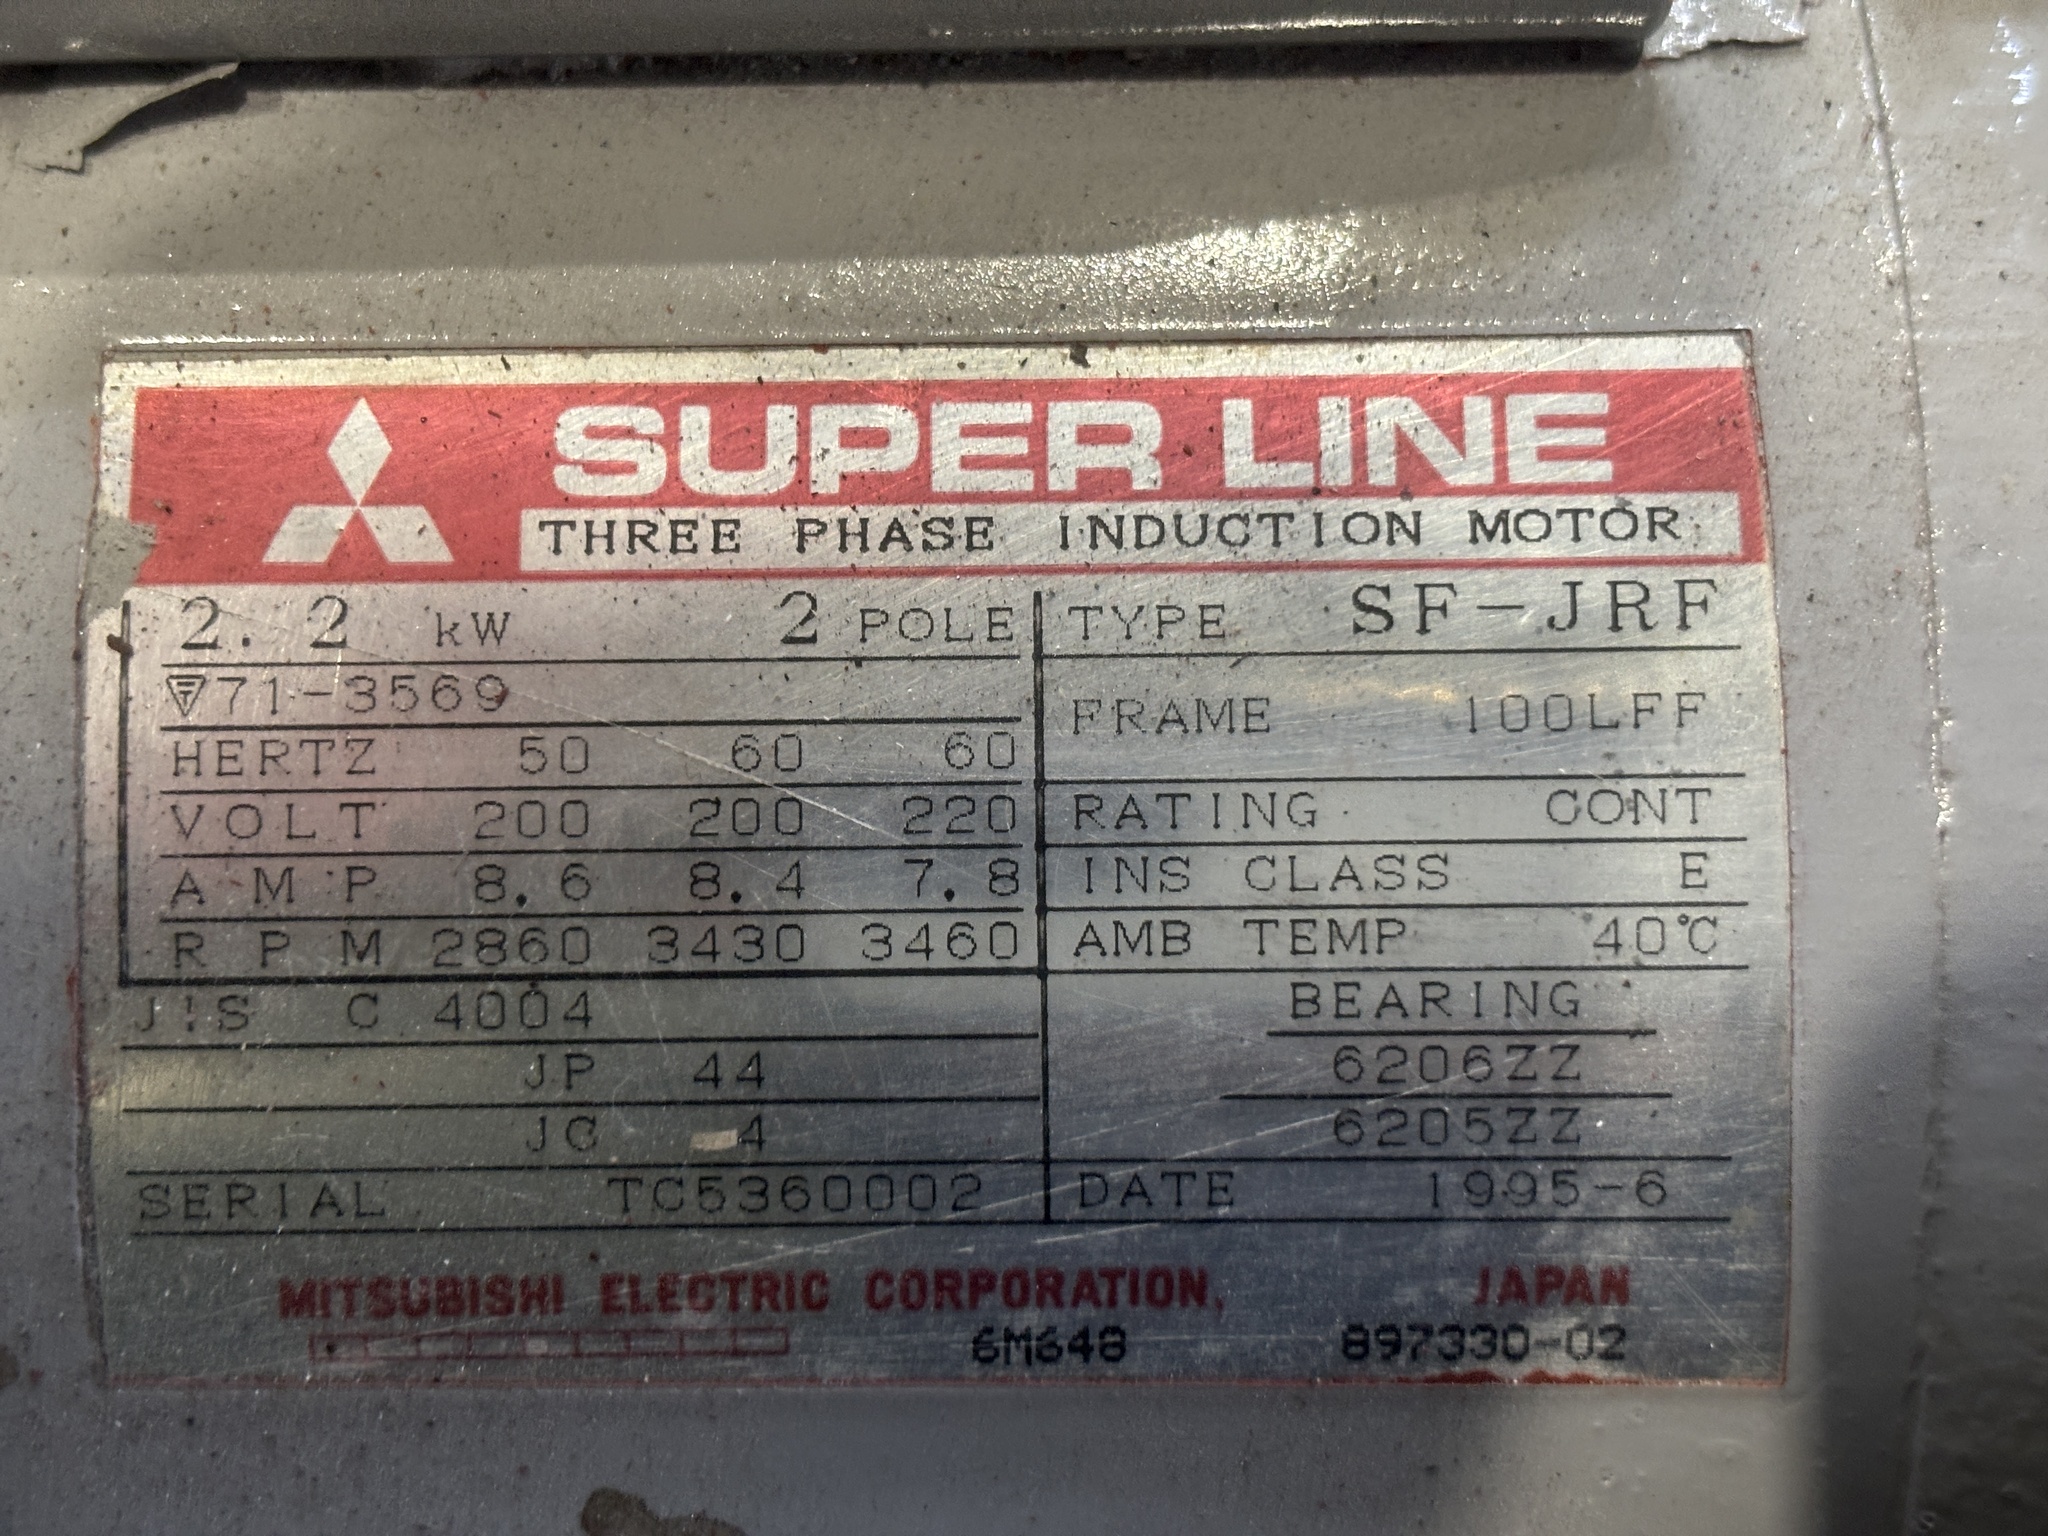 SUPER LINE
THREE PHASE INDUCTION MOTOR
2.2 kW 2 POLE
71-3569
HERTZ 50 60 60
VOLT 200 200 220
AMP 8.6 8.4 7.8
RPM 2860 3430 3460
JIS C 4004
JP 44
JC 4
SERIAL TC5360002
TYPE SF-JRF
FRAME 100LFF
RATING CONT
INS CLASS E
AMB TEMP 40℃
BEARING
6206ZZ
6205ZZ
DATE 1995-6
MITSUBISHI ELECTRIC CORPORATION, JAPAN
6M648 897330-02